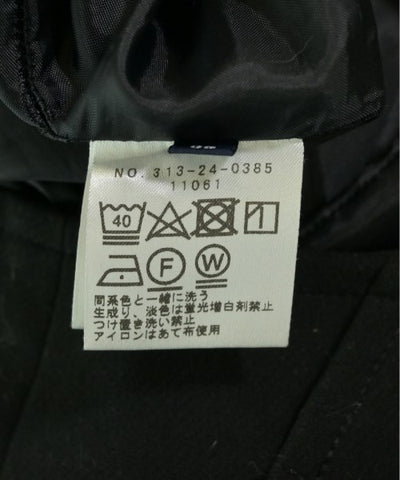 NO. 313-24-0385
11061
40
F W
同系色と一緒に洗う
生成り、淡色は蛍光増白剤禁止
つけ置き洗い禁止
アイロンはあて布使用